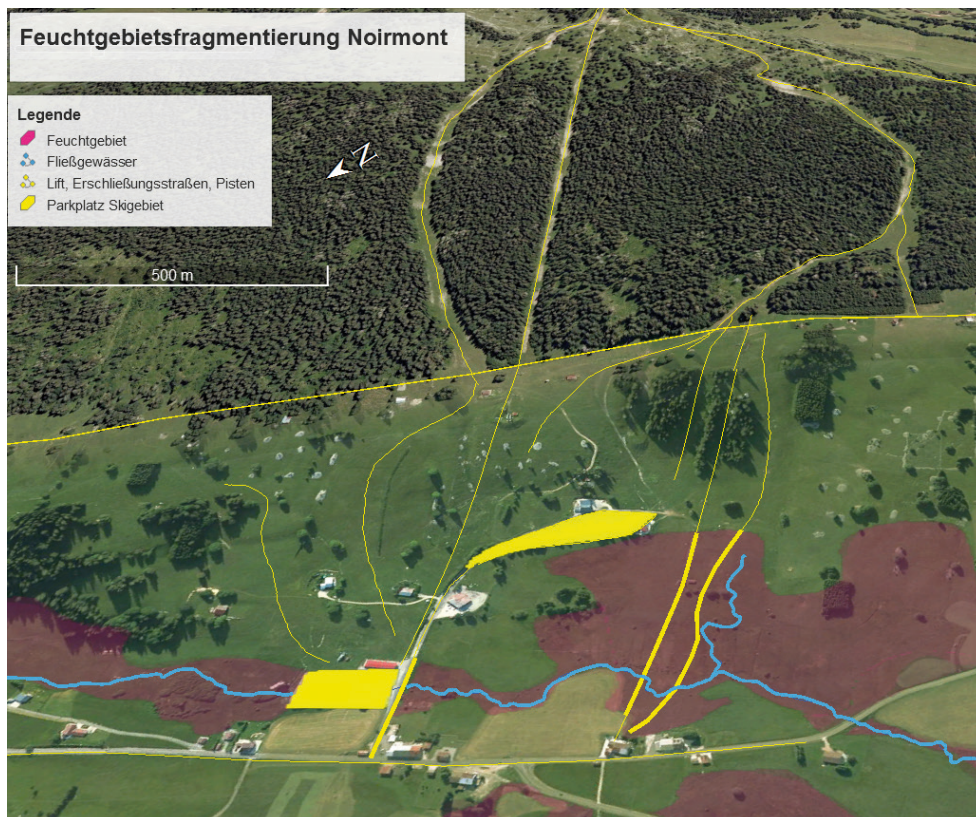 Feuchtgebietsfragmentierung Noirmont
Legende
Feuchtgebiet
Fließgewässer
Lift, Erschließungsstraßen, Pisten
Parkplatz Skigebiet
N
500 m